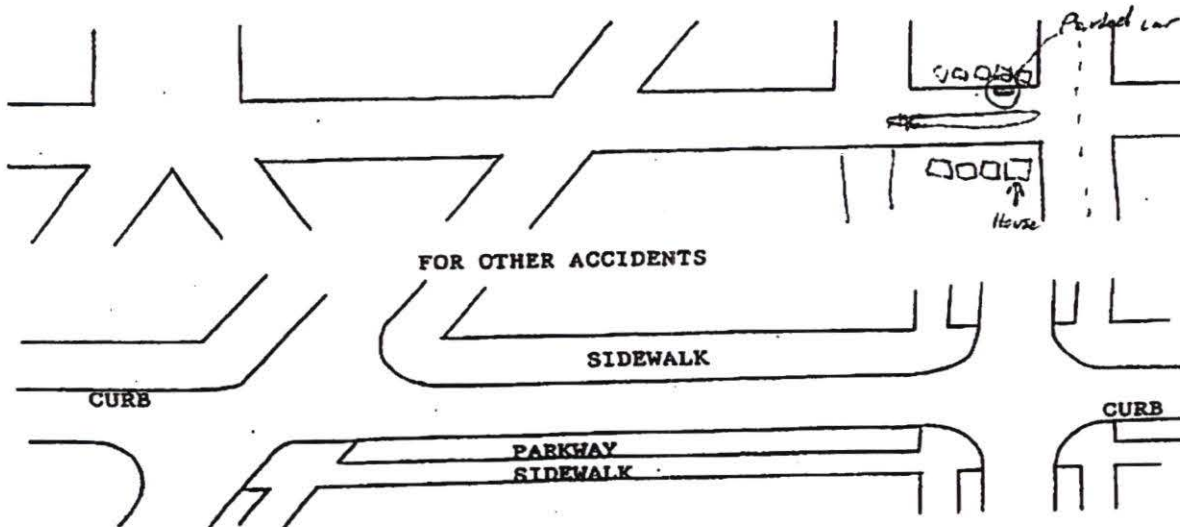 Parked car
House
FOR OTHER ACCIDENTS
SIDEWALK
CURB
CURB
PARKWAY
SIDEWALK